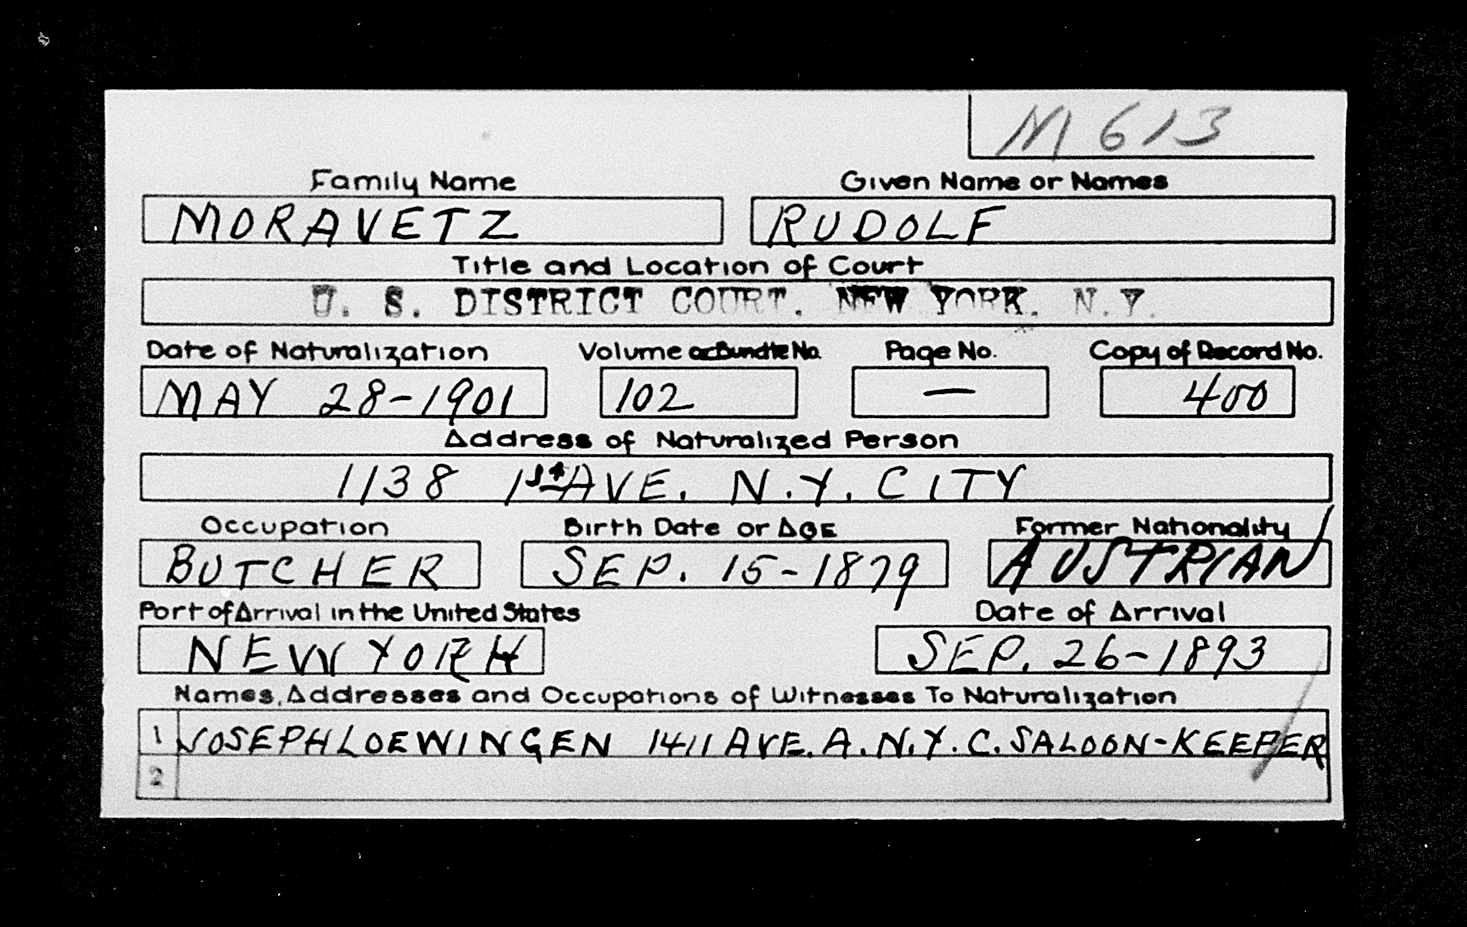 M 613
Family Name Given Name or Names
MORAVETZ RUDOLF
Title and Location of Court
U. S. DISTRICT COURT. NEW YORK. N. Y.
Date of Naturalization Volume or Bundle No. Page No. Copy of Record No.
MAY 28-1901 102 — 400
Address of Naturalized Person
1138 1st AVE. N.Y. CITY
Occupation Birth Date or AGE Former Nationality
BUTCHER SEP. 15-1879 AUSTRIAN
Port of Arrival in the United States Date of Arrival
NEW YORK SEP. 26-1893
Names, Addresses and Occupations of Witnesses To Naturalization
1 JOSEPH LOEWINGEN 1411 AVE. A. N.Y.C. SALOON-KEEPER
2